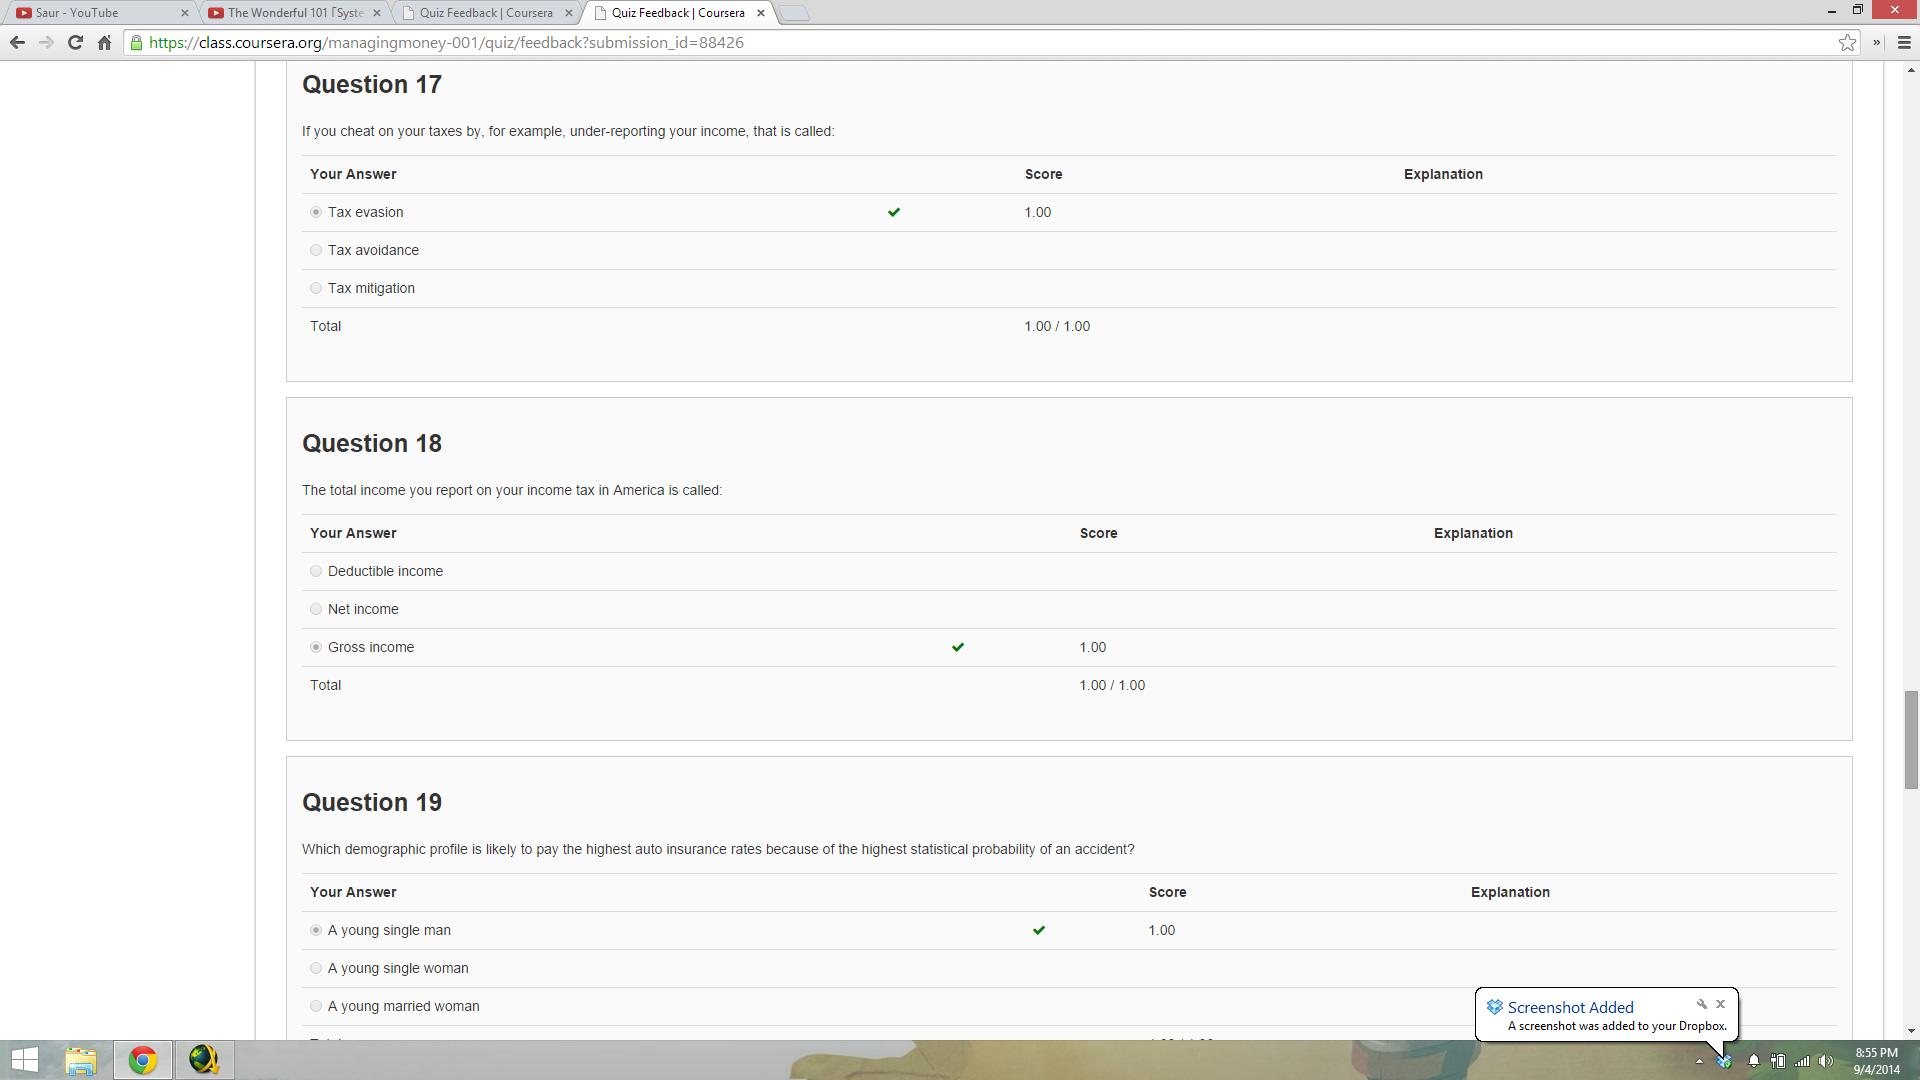 Saur - YouTube
The Wonderful 101「Syste
Quiz Feedback | Coursera
Quiz Feedback | Coursera
https://class.coursera.org/managingmoney-001/quiz/feedback?submission_id=88426
Question 17
If you cheat on your taxes by, for example, under-reporting your income, that is called:
Your Answer Score Explanation
Tax evasion 1.00
Tax avoidance
Tax mitigation
Total 1.00 / 1.00
Question 18
The total income you report on your income tax in America is called:
Your Answer Score Explanation
Deductible income
Net income
Gross income 1.00
Total 1.00 / 1.00
Question 19
Which demographic profile is likely to pay the highest auto insurance rates because of the highest statistical probability of an accident?
Your Answer Score Explanation
A young single man 1.00
A young single woman
A young married woman
Screenshot Added
A screenshot was added to your Dropbox.
8:55 PM
9/4/2014